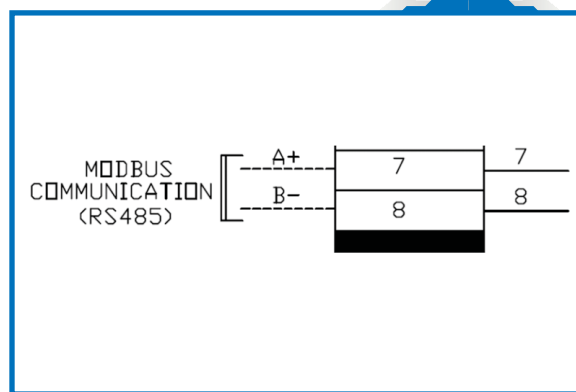 MODBUS
COMMUNICATION
(RS485)
A+
B-
7
8
7
8